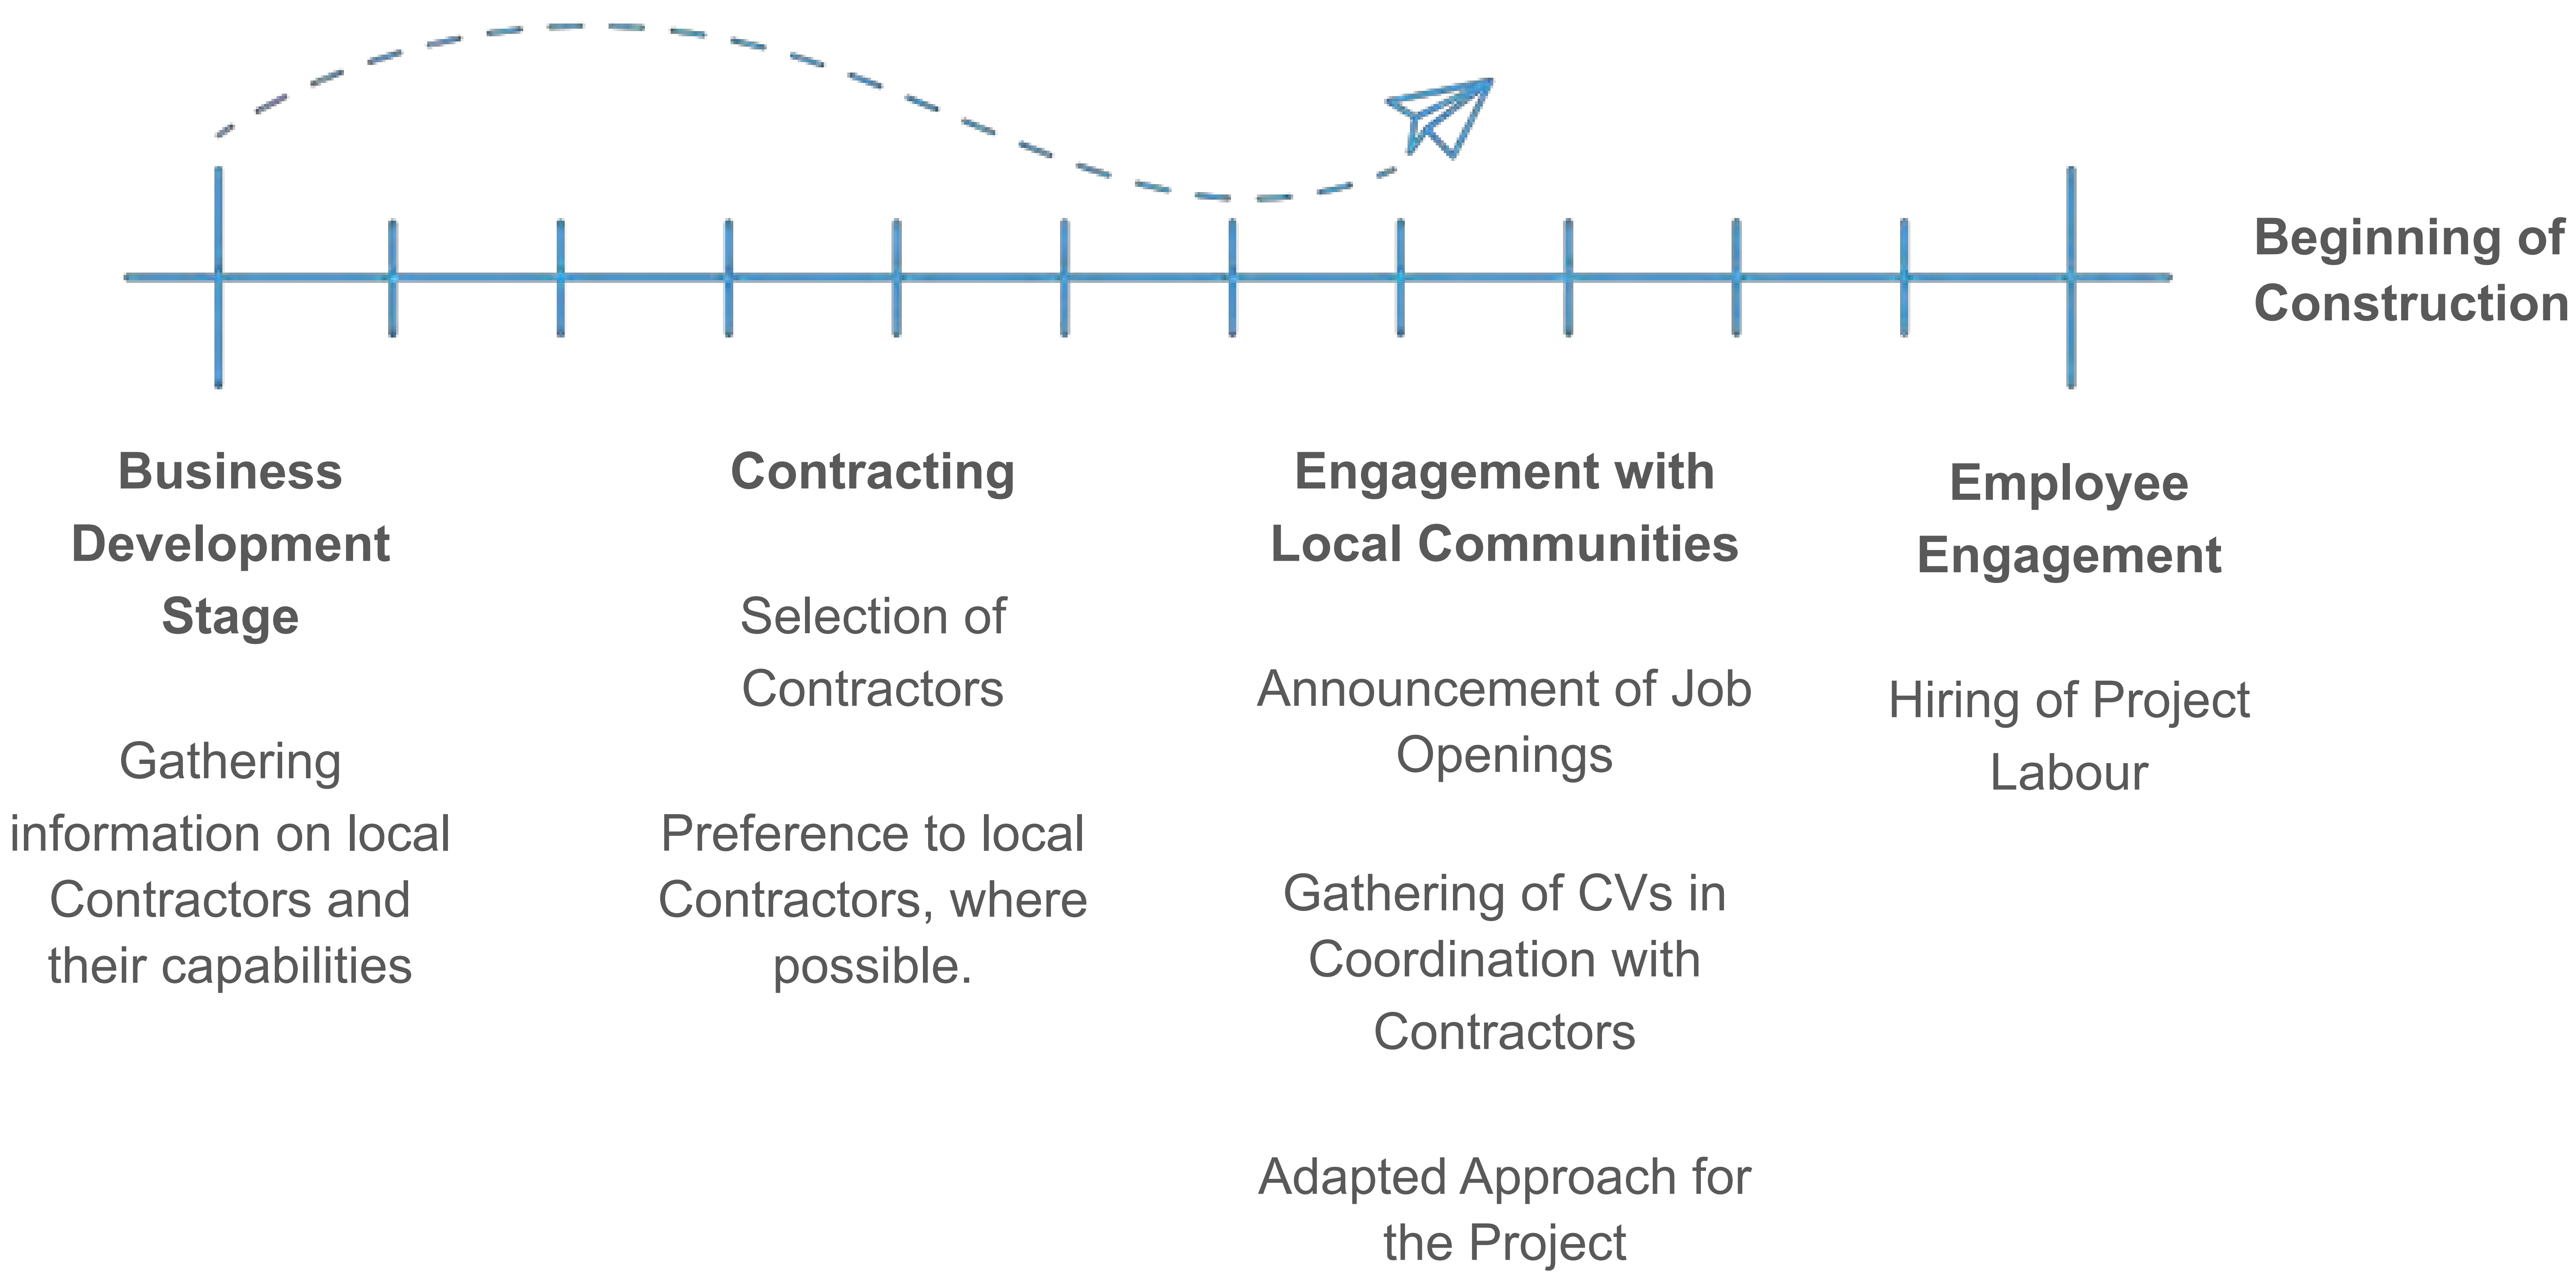 Beginning of
Construction
Business
Development
Stage
Gathering
information on local
Contractors and
their capabilities
Contracting
Selection of
Contractors
Preference to local
Contractors, where
possible.
Engagement with
Local Communities
Announcement of Job
Openings
Gathering of CVs in
Coordination with
Contractors
Adapted Approach for
the Project
Employee
Engagement
Hiring of Project
Labour